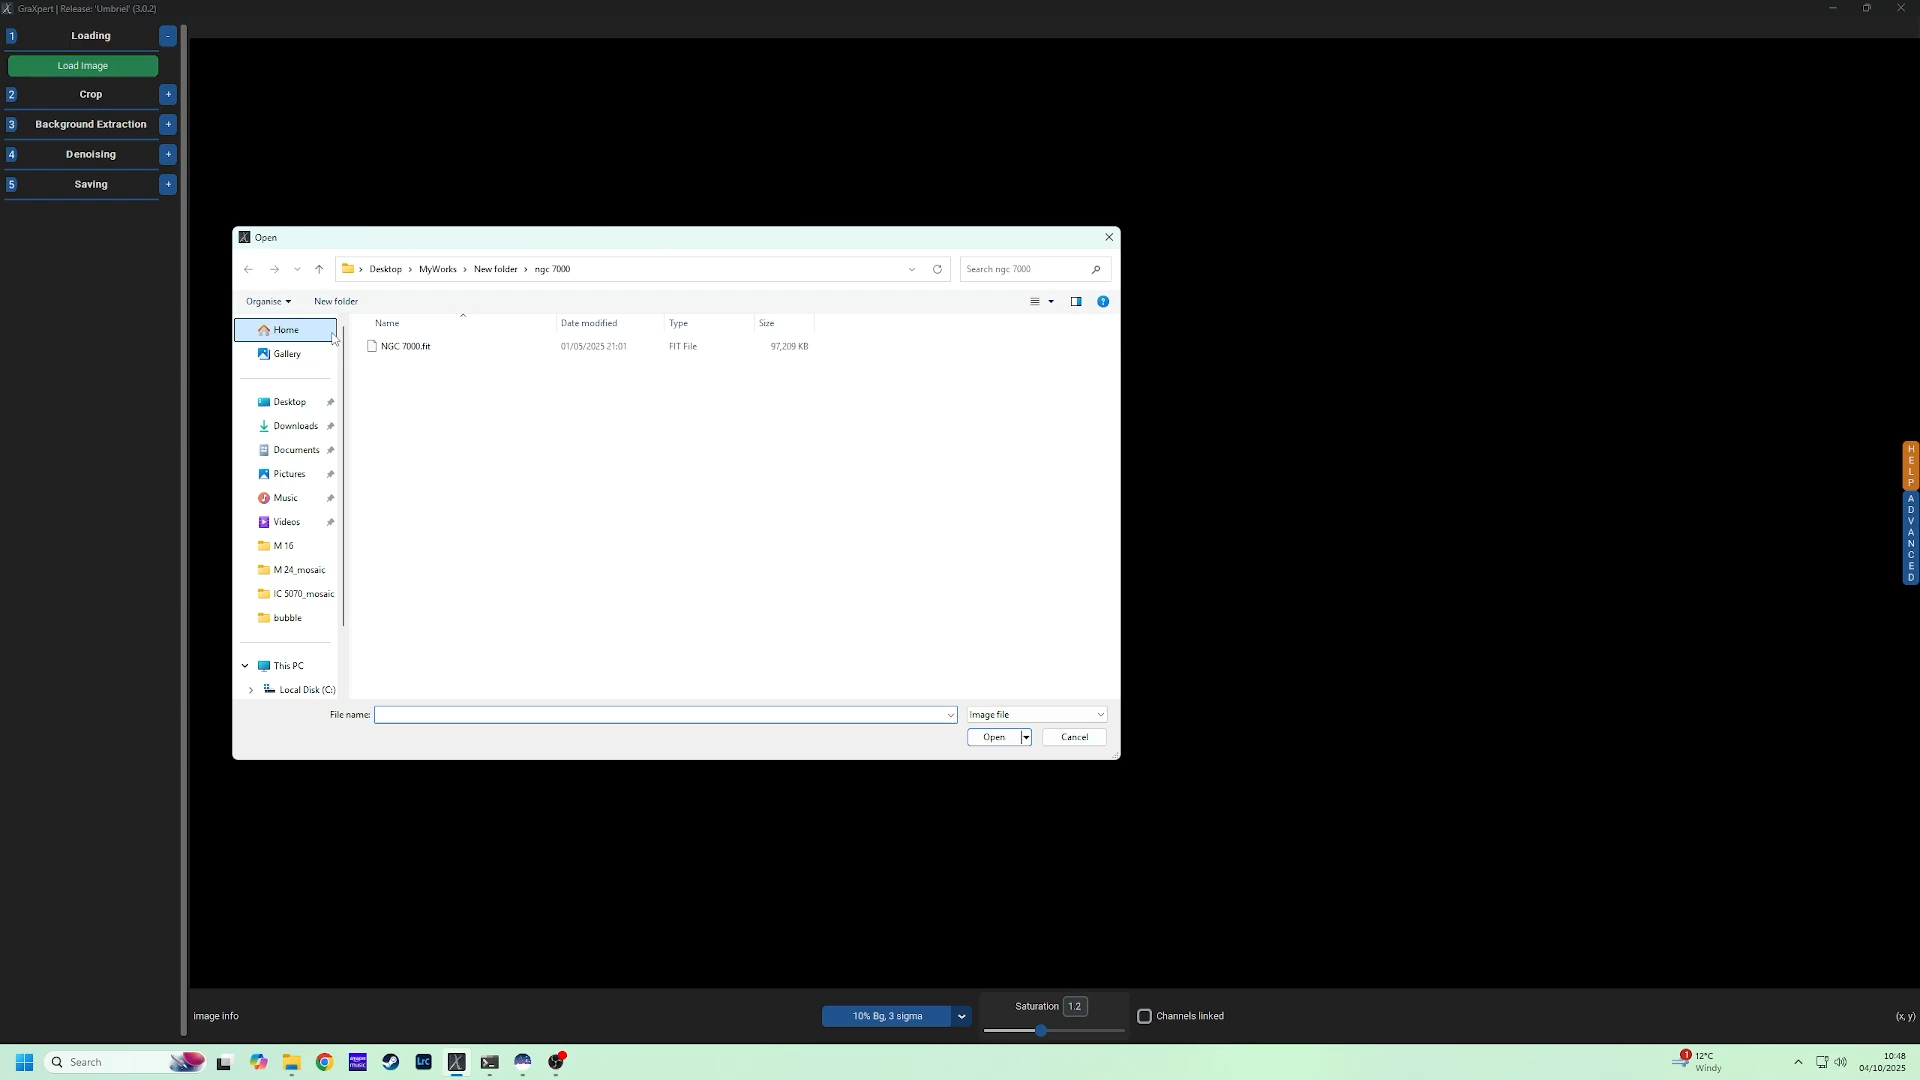 GraXpert | Release: 'Umbriel' (3.0.2)
1 Loading -
Load Image
2 Crop +
3 Background Extraction +
4 Denoising +
5 Saving +
Open
Desktop > MyWorks > New folder > ngc 7000
Search ngc 7000
Organise
New folder
Name Date modified Type Size
NGC 7000.fit 01/05/2025 21:01 FIT File 97,209 KB
Home
Gallery
Desktop
Downloads
Documents
Pictures
Music
Videos
M 16
M 24_mosaic
IC 5070_mosaic
bubble
This PC
Local Disk (C:)
File name:
Image file
Open
Cancel
HELP
ADVANCED
image info
10% Bg, 3 sigma
Saturation 1.2
Channels linked
(x, y)
Search
amazon music
Lrc
1
12°C
Windy
10:48
04/10/2025